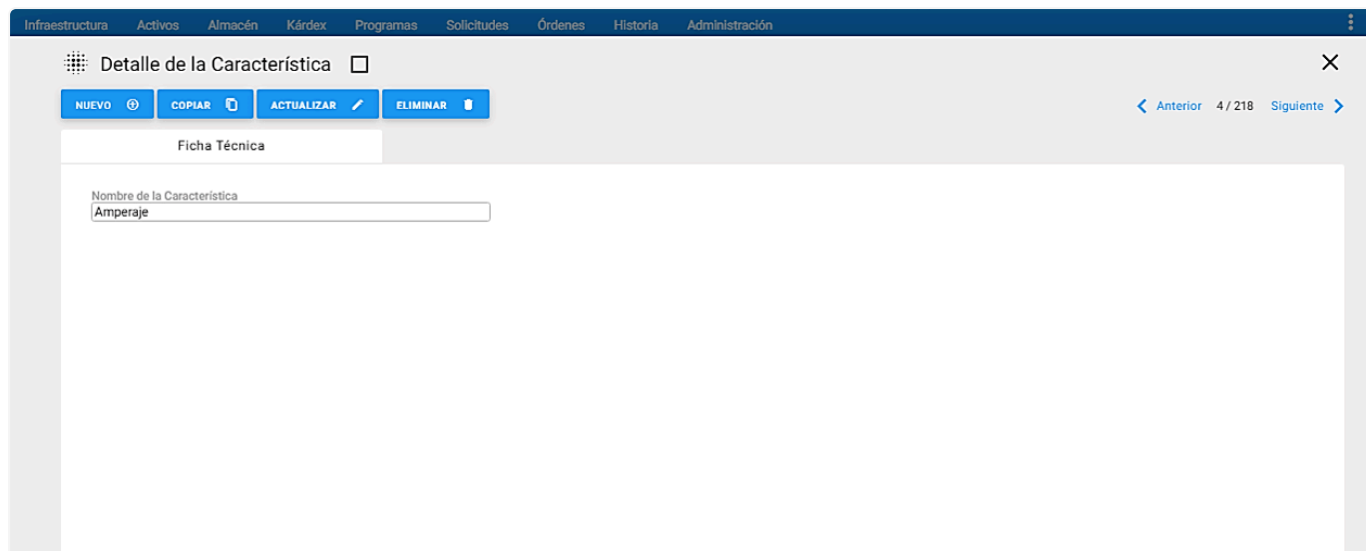 Infraestructura Activos Almacén Kárdex Programas Solicitudes Órdenes Historia Administración
Detalle de la Característica
NUEVO COPIAR ACTUALIZAR ELIMINAR Anterior 4 / 218 Siguiente
Ficha Técnica
Nombre de la Característica
Amperaje